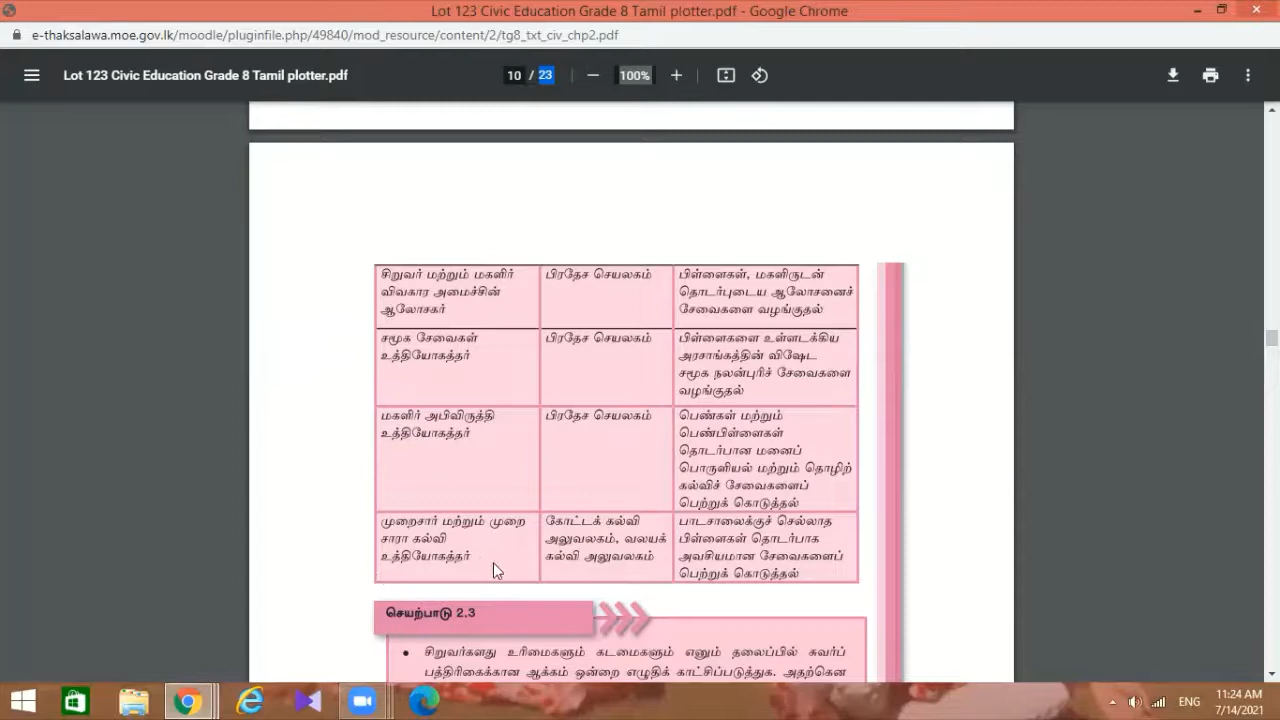 Lot 123 Civic Education Grade 8 Tamil plotter.pdf - Google Chrome
e-thaksalawa.moe.gov.lk/moodle/pluginfile.php/49840/mod_resource/content/2/tg8_txt_civ_chp2.pdf
Lot 123 Civic Education Grade 8 Tamil plotter.pdf
10 / 23
100%
சிறுவர் மற்றும் மகளிர்
விவகார அமைச்சின்
ஆலோசகர்
பிரதேச செயலகம்
பிள்ளைகள், மகளிருடன்
தொடர்புடைய ஆலோசனைச்
சேவைகளை வழங்குதல்
சமூக சேவைகள்
உத்தியோகத்தர்
பிரதேச செயலகம்
பிள்ளைகளை உள்ளடக்கிய
அரசாங்கத்தின் விஷேட
சமூக நலன்புரிச் சேவைகளை
வழங்குதல்
மகளிர் அபிவிருத்தி
உத்தியோகத்தர்
பிரதேச செயலகம்
பெண்கள் மற்றும்
பெண்பிள்ளைகள்
தொடர்பான மனைப்
பொருளியல் மற்றும் தொழிற்
கல்விச் சேவைகளைப்
பெற்றுக் கொடுத்தல்
முறைசார் மற்றும் முறை
சாரா கல்வி
உத்தியோகத்தர்
கோட்டக் கல்வி
அலுவலகம், வலயக்
கல்வி அலுவலகம்
பாடசாலைக்குச் செல்லாத
பிள்ளைகள் தொடர்பாக
அவசியமான சேவைகளைப்
பெற்றுக் கொடுத்தல்
செயற்பாடு 2.3
• சிறுவர்களது உரிமைகளும் கடமைகளும் எனும் தலைப்பில் சுவர்ப்
பத்திரிகைக்கான ஆக்கம் ஒன்றை எழுதிக் காட்சிப்படுத்துக. அதற்கென
ENG
11:24 AM
7/14/2021